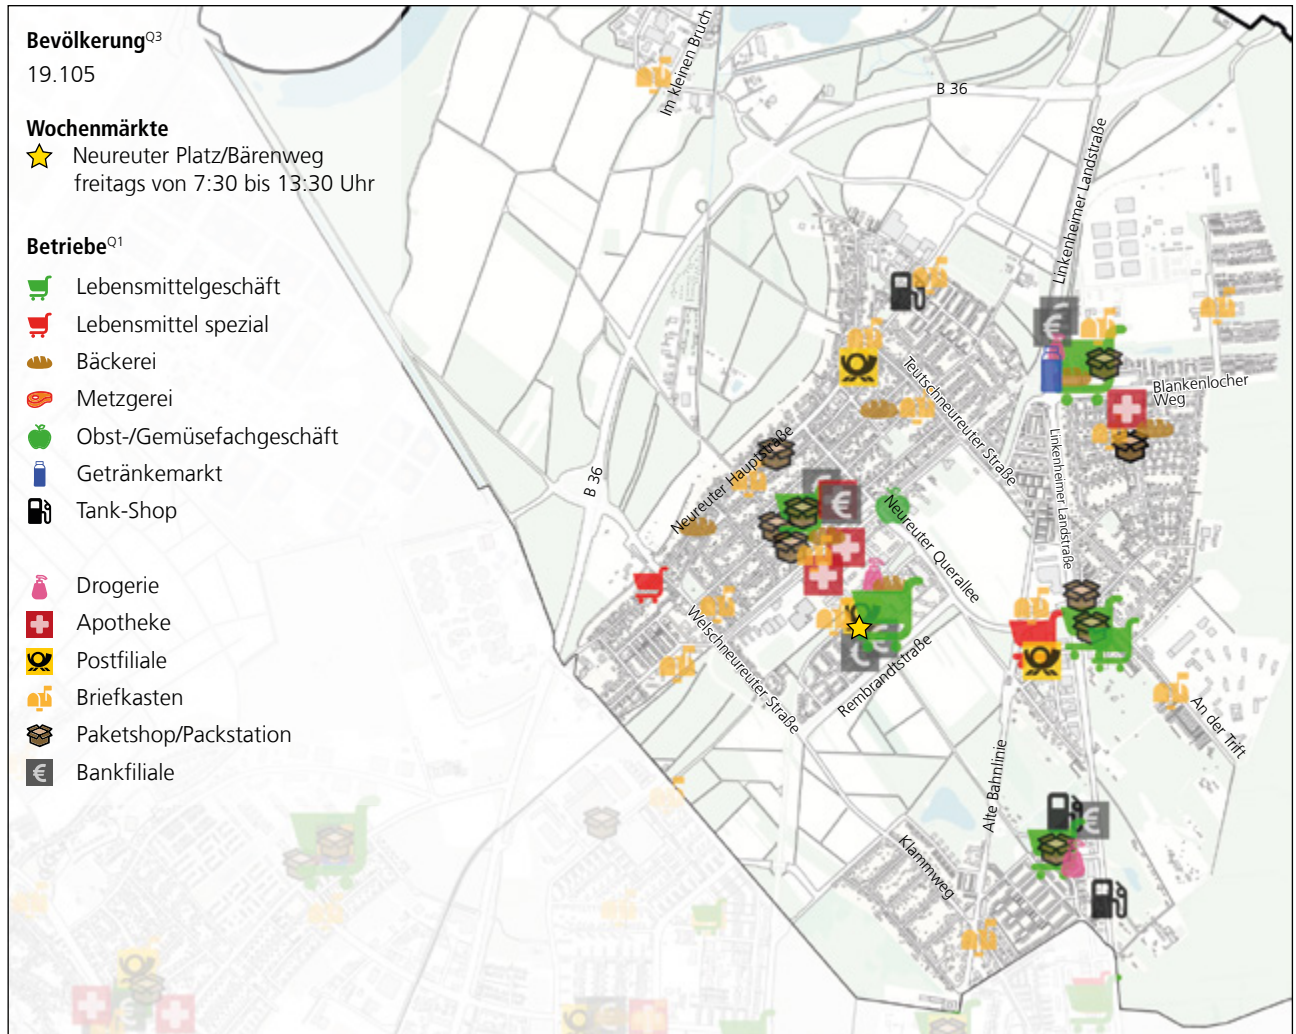 Bevölkerung Q3
19.105
Wochenmärkte
Neureuter Platz/Bärenweg
freitags von 7:30 bis 13:30 Uhr
Betriebe Q1
Lebensmittelgeschäft
Lebensmittel spezial
Bäckerei
Metzgerei
Obst-/Gemüsefachgeschäft
Getränkemarkt
Tank-Shop
Drogerie
Apotheke
Postfiliale
Briefkasten
Paketshop/Packstation
€ Bankfiliale
Im kleinen Bruch
B 36
Linkenheimer Landstraße
€
Teutschneureuter Straße
Blankenlocher
Weg
Neureuter Hauptstraße
B 36
Linkenheimer Landstraße
€
Neureuter Querallee
Welschneureuter Straße
Rembrandtstraße
An der Trift
Alte Bahnlinie
€
Klammweg